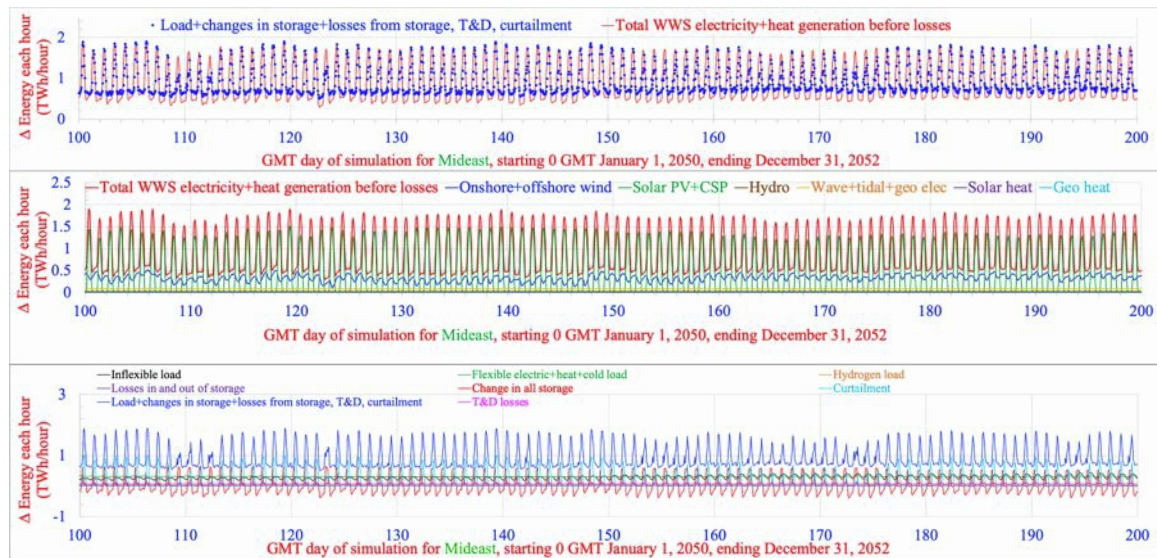 Load+changes in storage+losses from storage, T&D, curtailment Total WWS electricity+heat generation before losses
Δ Energy each hour
(TWh/hour)
2
1
0
100 110 120 130 140 150 160 170 180 190 200
GMT day of simulation for Mideast, starting 0 GMT January 1, 2050, ending December 31, 2052
Total WWS electricity+heat generation before losses Onshore+offshore wind Solar PV+CSP Hydro Wave+tidal+geo elec Solar heat Geo heat
Δ Energy each hour
(TWh/hour)
2.5
2
1.5
1
0.5
0
100 110 120 130 140 150 160 170 180 190 200
GMT day of simulation for Mideast, starting 0 GMT January 1, 2050, ending December 31, 2052
Inflexible load Flexible electric+heat+cold load Hydrogen load
Losses in and out of storage Change in all storage Curtailment
Load+changes in storage+losses from storage, T&D, curtailment T&D losses
Δ Energy each hour
(TWh/hour)
3
1
-1
100 110 120 130 140 150 160 170 180 190 200
GMT day of simulation for Mideast, starting 0 GMT January 1, 2050, ending December 31, 2052